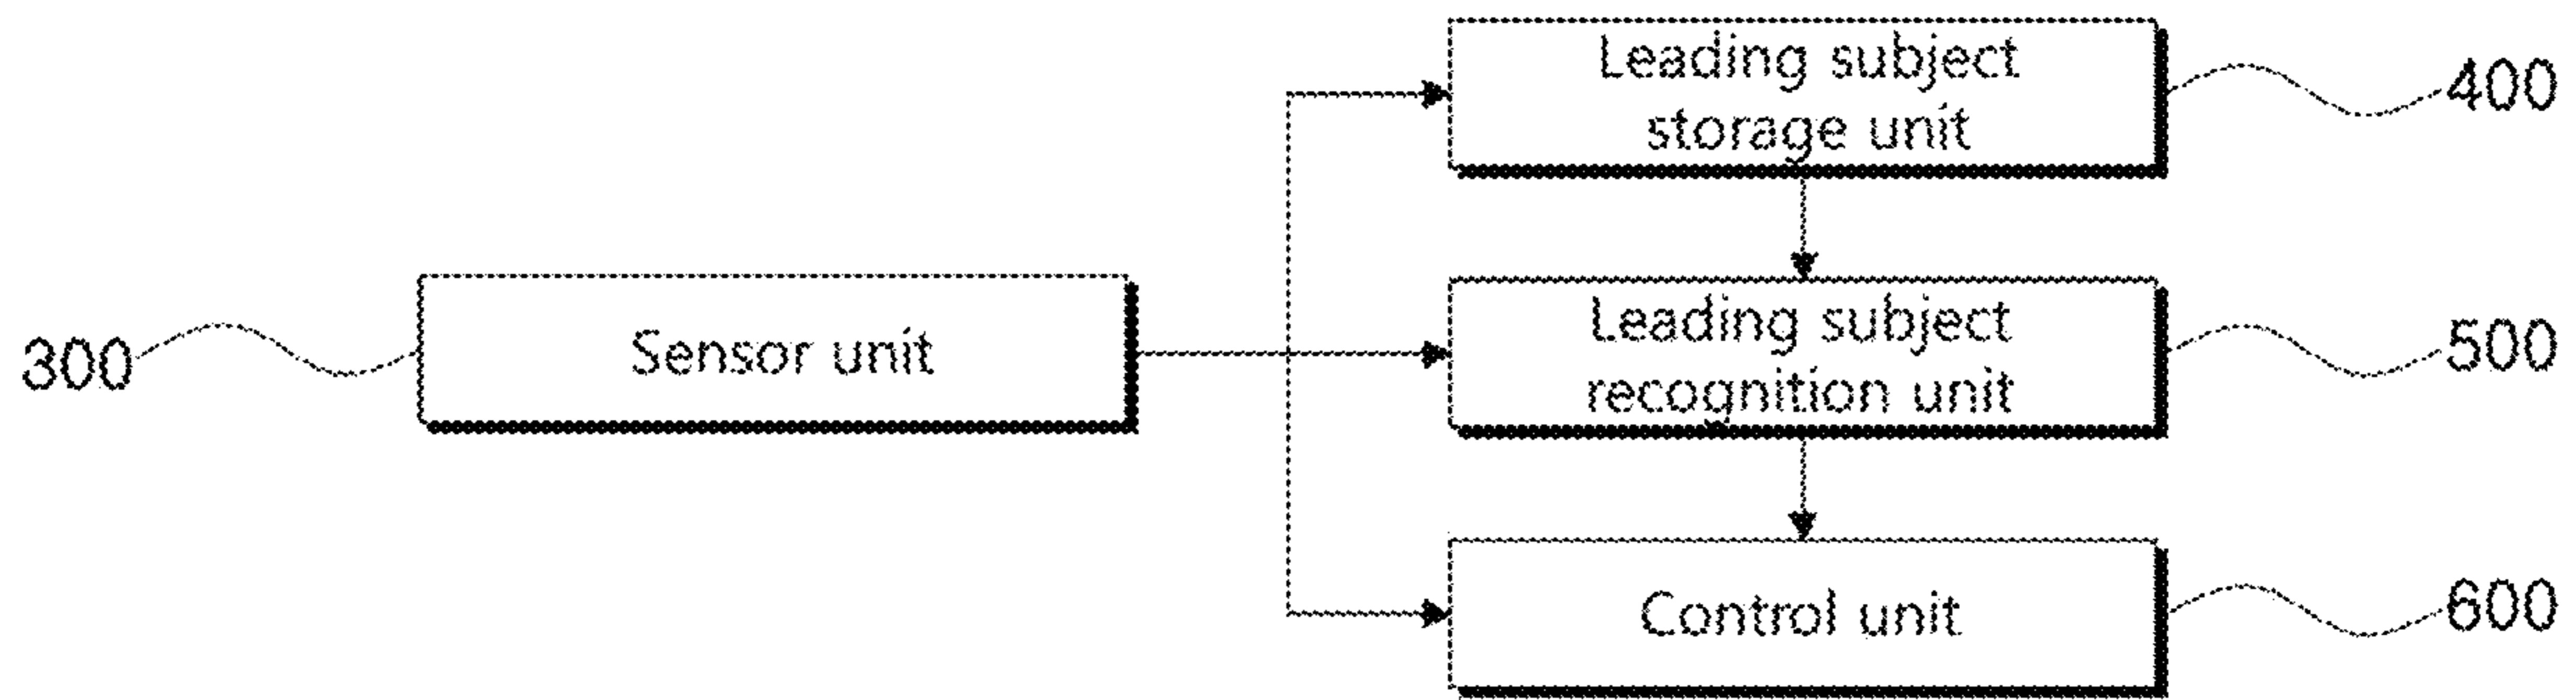 Leading subject
storage unit
400
300
Sensor unit
Leading subject
recognition unit
500
Control unit
600